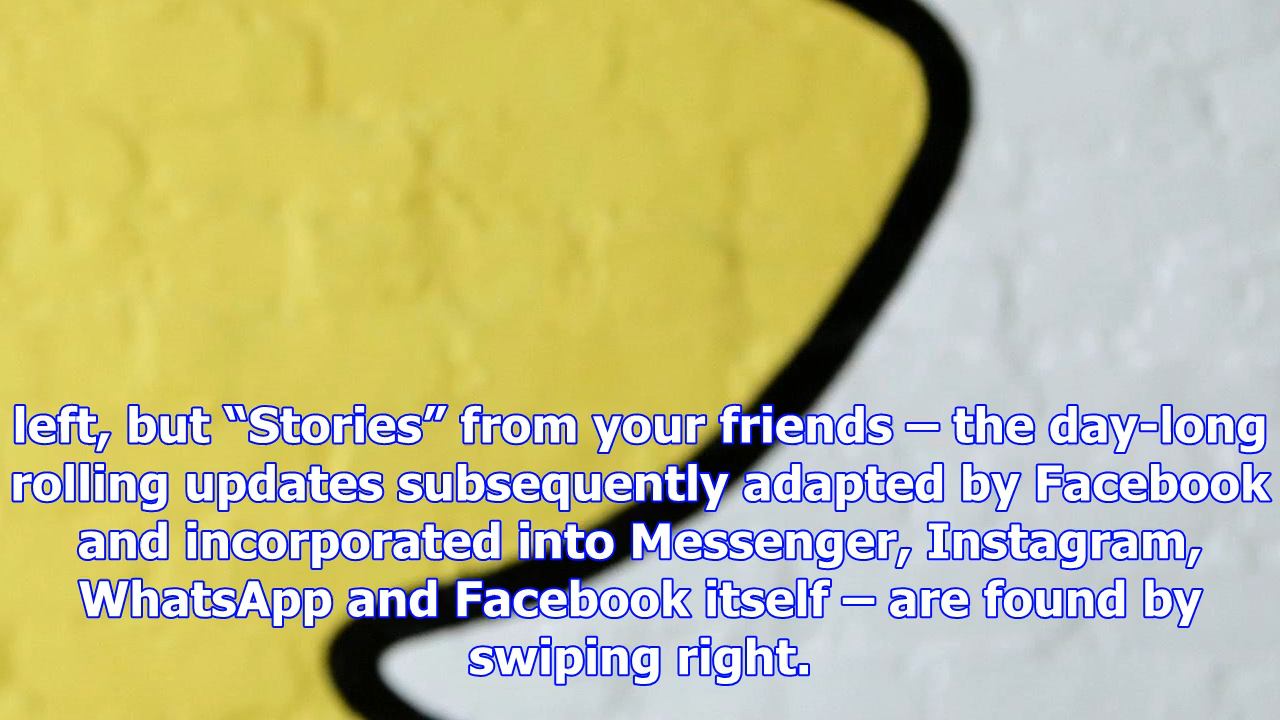 left, but “Stories” from your friends – the day-long
rolling updates subsequently adapted by Facebook
and incorporated into Messenger, Instagram,
WhatsApp and Facebook itself – are found by
swiping right.